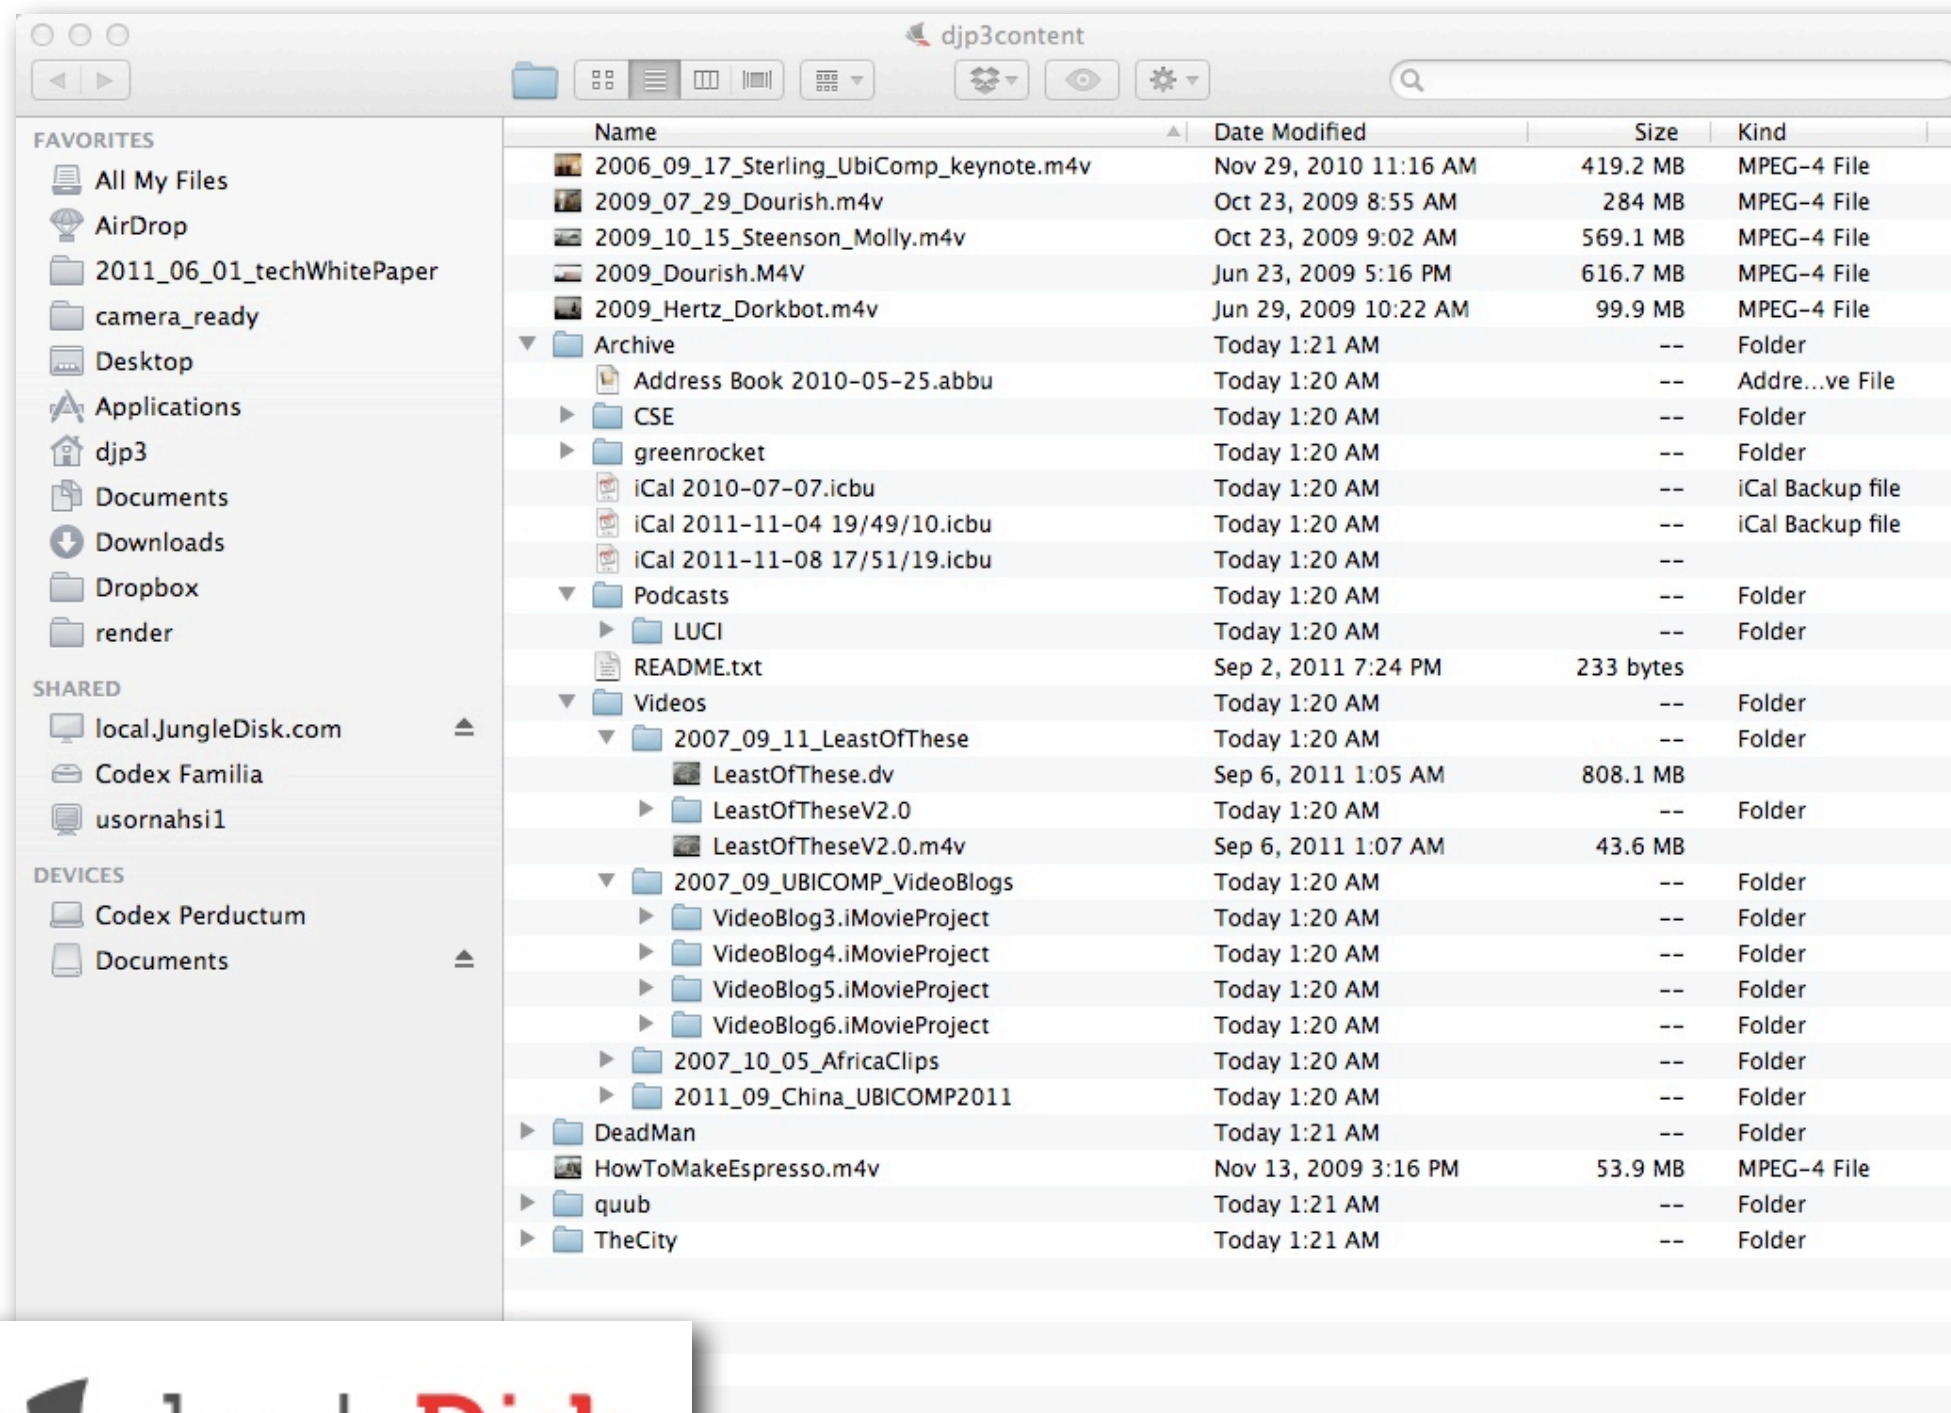 djp3content
FAVORITES
All My Files
AirDrop
2011_06_01_techWhitePaper
camera_ready
Desktop
Applications
djp3
Documents
Downloads
Dropbox
render
SHARED
local.JungleDisk.com
Codex Familia
usornahsi1
DEVICES
Codex Perductum
Documents
Name Date Modified Size Kind
2006_09_17_Sterling_UbiComp_keynote.m4v Nov 29, 2010 11:16 AM 419.2 MB MPEG-4 File
2009_07_29_Dourish.m4v Oct 23, 2009 8:55 AM 284 MB MPEG-4 File
2009_10_15_Steenson_Molly.m4v Oct 23, 2009 9:02 AM 569.1 MB MPEG-4 File
2009_Dourish.M4V Jun 23, 2009 5:16 PM 616.7 MB MPEG-4 File
2009_Hertz_Dorkbot.m4v Jun 29, 2009 10:22 AM 99.9 MB MPEG-4 File
Archive Today 1:21 AM -- Folder
Address Book 2010-05-25.abbu Today 1:20 AM -- Addre...ve File
CSE Today 1:20 AM -- Folder
greenrocket Today 1:20 AM -- Folder
iCal 2010-07-07.icbu Today 1:20 AM -- iCal Backup file
iCal 2011-11-04 19/49/10.icbu Today 1:20 AM -- iCal Backup file
iCal 2011-11-08 17/51/19.icbu Today 1:20 AM --
Podcasts Today 1:20 AM -- Folder
LUCI Today 1:20 AM -- Folder
README.txt Sep 2, 2011 7:24 PM 233 bytes
Videos Today 1:20 AM -- Folder
2007_09_11_LeastOfThese Today 1:20 AM -- Folder
LeastOfThese.dv Sep 6, 2011 1:05 AM 808.1 MB
LeastOfTheseV2.0 Today 1:20 AM -- Folder
LeastOfTheseV2.0.m4v Sep 6, 2011 1:07 AM 43.6 MB
2007_09_UBICOMP_VideoBlogs Today 1:20 AM -- Folder
VideoBlog3.iMovieProject Today 1:20 AM -- Folder
VideoBlog4.iMovieProject Today 1:20 AM -- Folder
VideoBlog5.iMovieProject Today 1:20 AM -- Folder
VideoBlog6.iMovieProject Today 1:20 AM -- Folder
2007_10_05_AfricaClips Today 1:20 AM -- Folder
2011_09_China_UBICOMP2011 Today 1:20 AM -- Folder
DeadMan Today 1:21 AM -- Folder
HowToMakeEspresso.m4v Nov 13, 2009 3:16 PM 53.9 MB MPEG-4 File
quub Today 1:21 AM -- Folder
TheCity Today 1:21 AM -- Folder